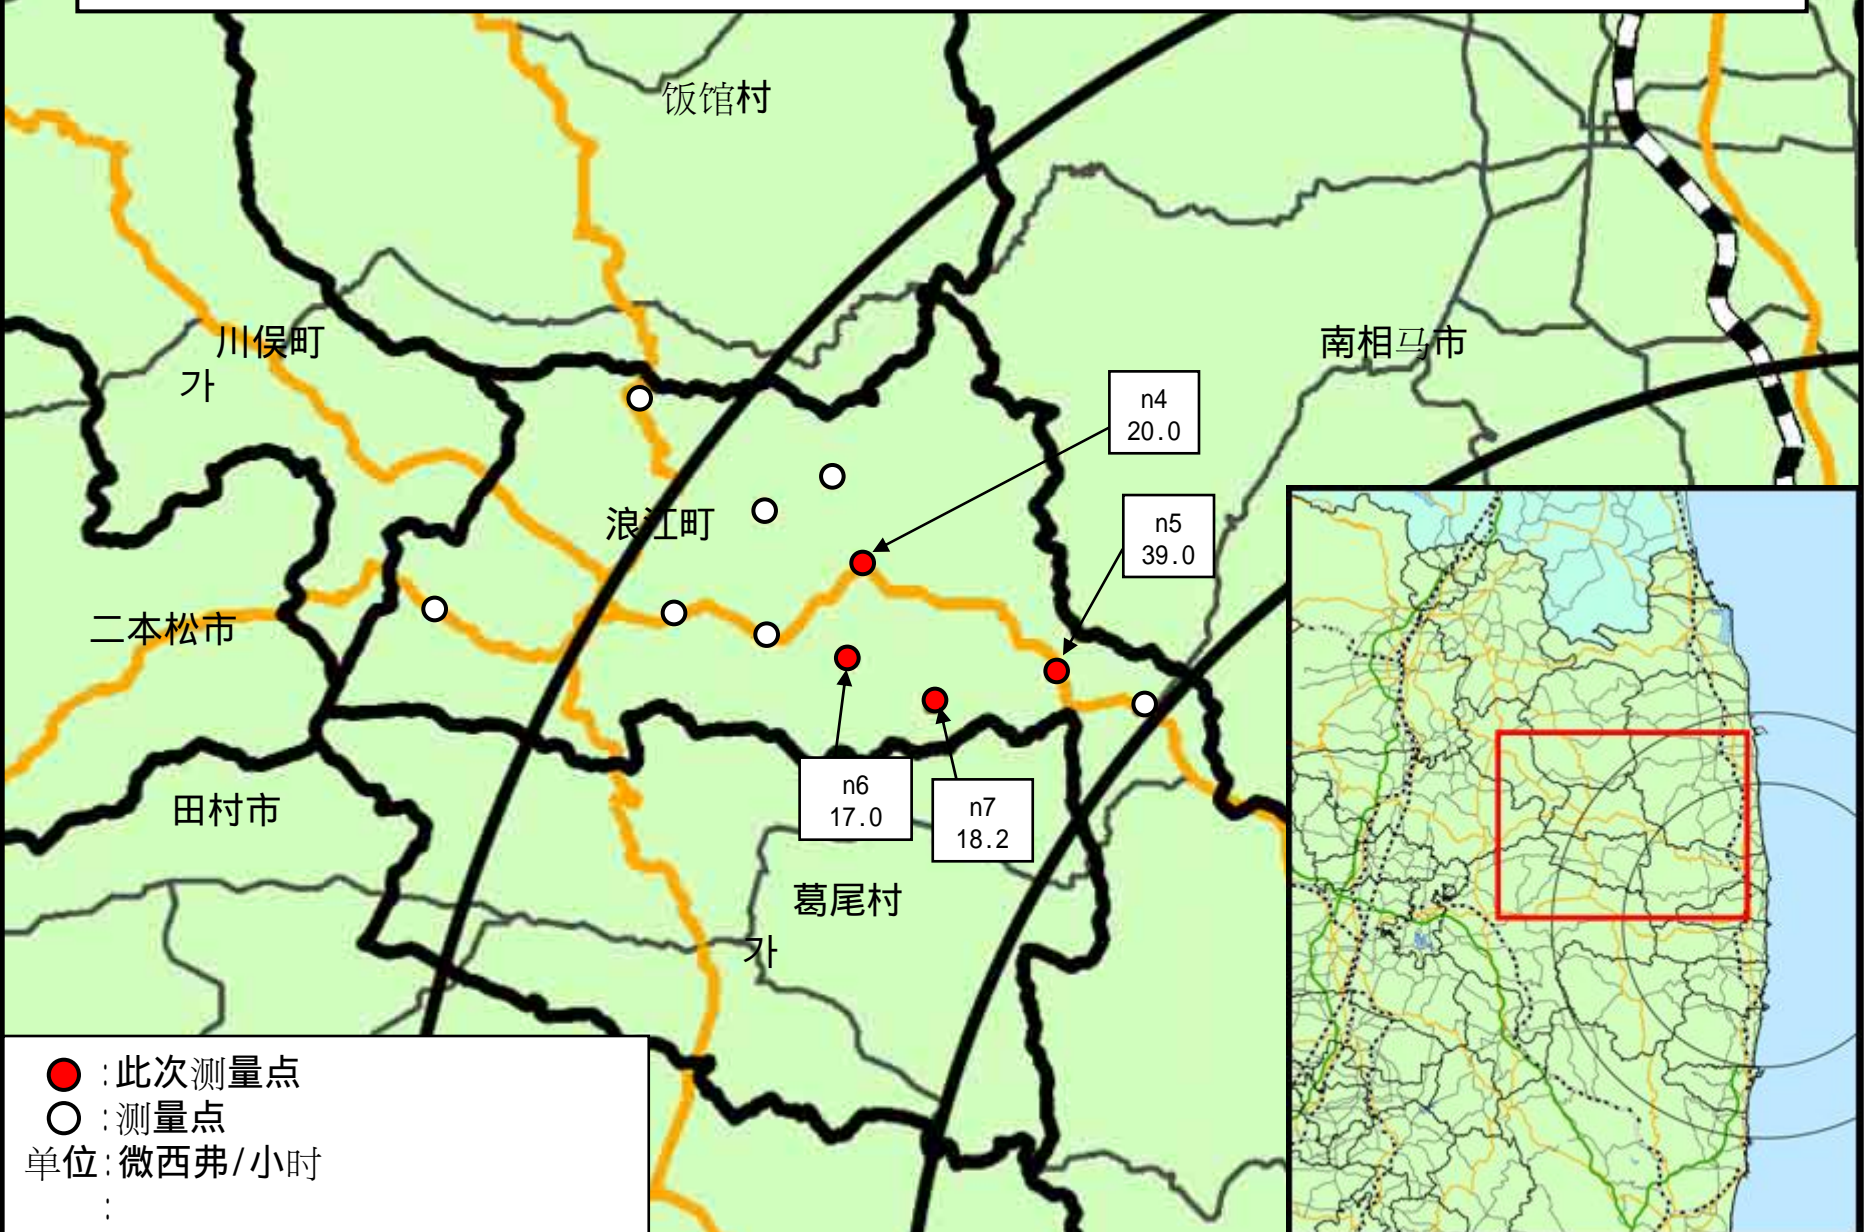 饭馆村
川俣町
가
南相马市
n4
20.0
浪江町
n5
39.0
二本松市
n6
17.0
n7
18.2
田村市
葛尾村
가
:此次测量点
:测量点
单位:微西弗/小时
: